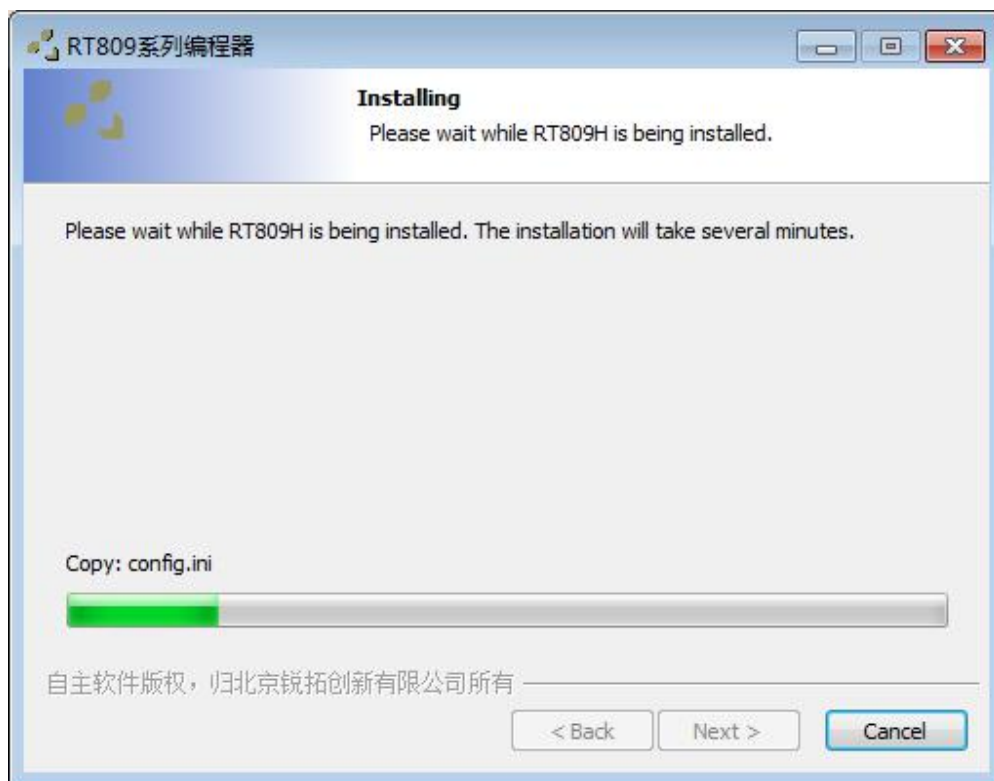 RT809系列编程器
Installing
Please wait while RT809H is being installed.
Please wait while RT809H is being installed. The installation will take several minutes.
Copy: config.ini
自主软件版权，归北京锐拓创新有限公司所有
< Back Next > Cancel